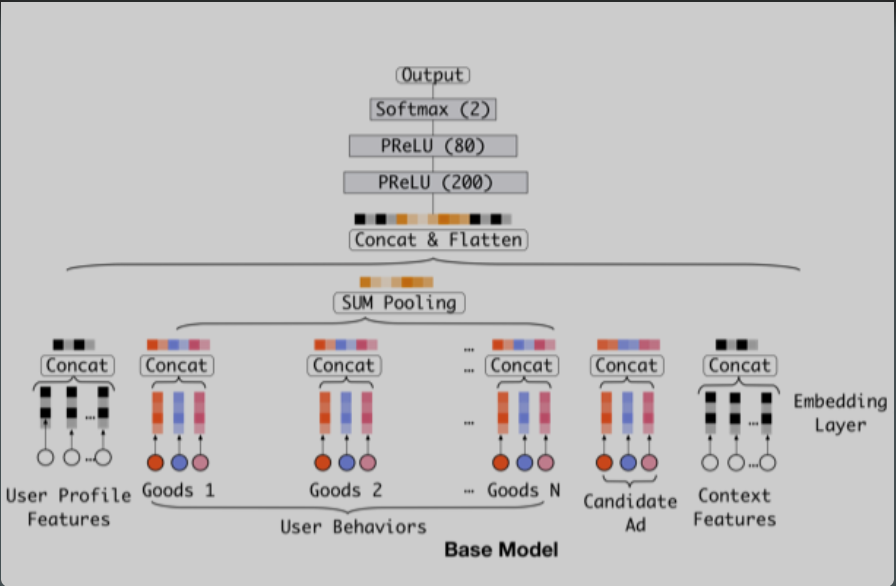 Output
Softmax (2)
PReLU (80)
PReLU (200)
Concat & Flatten
SUM Pooling
...
Concat
Concat
Concat
...
Concat
Concat
Concat
...
...
...
Embedding
Layer
User Profile
Features
Goods 1
Goods 2
... Goods N
Candidate
Ad
Context
Features
User Behaviors
Base Model